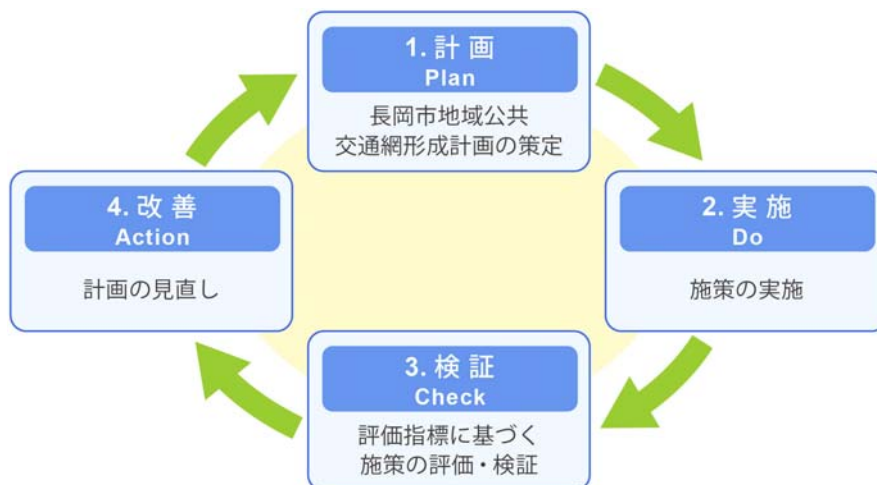 1. 計画
Plan
長岡市地域公共
交通網形成計画の策定
2. 実施
Do
施策の実施
3. 検証
Check
評価指標に基づく
施策の評価・検証
4. 改善
Action
計画の見直し